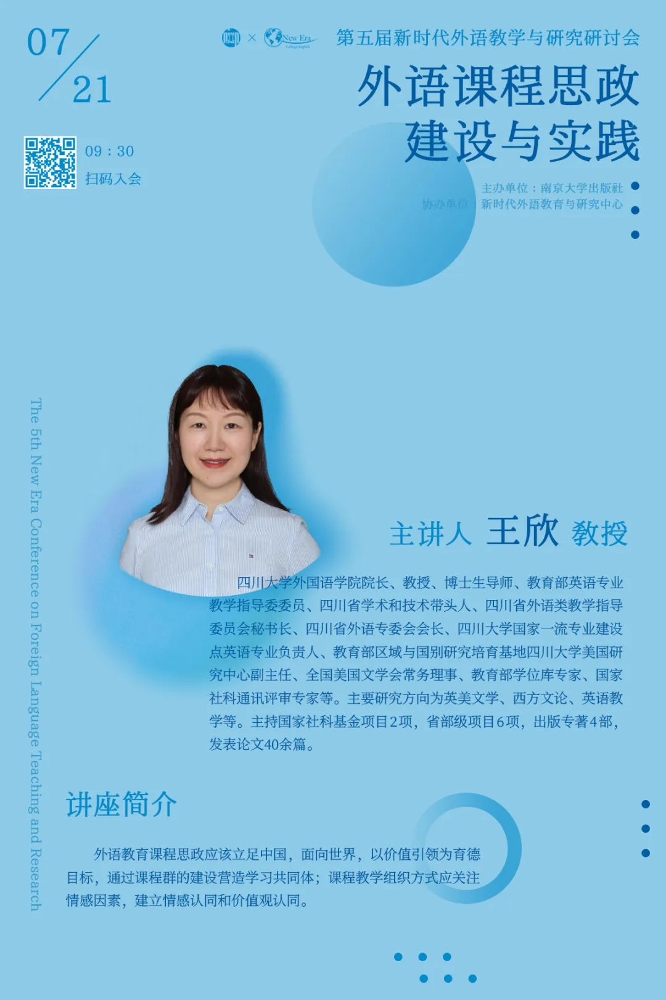 07
21
New Era
College English
第五届新时代外语教学与研究研讨会
外语课程思政
建设与实践
09：30
扫码入会
主办单位：南京大学出版社
协办单位：新时代外语教育与研究中心
The 5th New Era Conference on Foreign Language Teaching and Research
主讲人 王欣 教授
四川大学外国语学院院长、教授、博士生导师、教育部英语专业
教学指导委委员、四川省学术和技术带头人、四川省外语类教学指导
委员会秘书长、四川省外语专委会会长、四川大学国家一流专业建设
点英语专业负责人、教育部区域与国别研究培育基地四川大学美国研
究中心副主任、全国美国文学会常务理事、教育部学位库专家、国家
社科通讯评审专家等。主要研究方向为英美文学、西方文论、英语教
学等。主持国家社科基金项目2项，省部级项目6项，出版专著4部，
发表论文40余篇。
讲座简介
外语教育课程思政应该立足中国，面向世界，以价值引领为育德
目标，通过课程群的建设营造学习共同体；课程教学组织方式应关注
情感因素，建立情感认同和价值观认同。